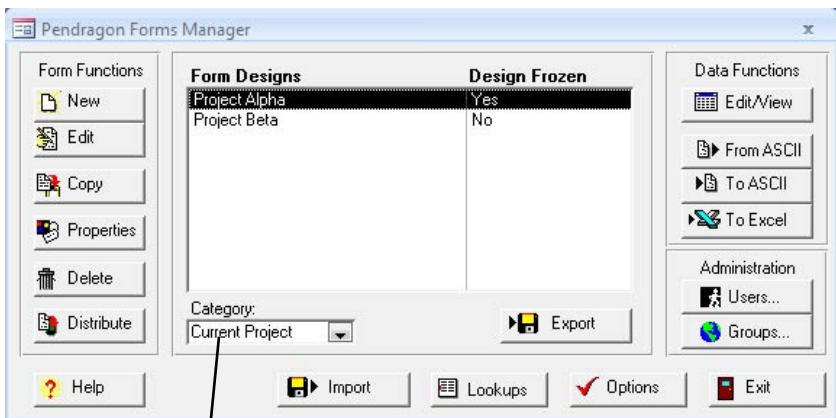 Pendragon Forms Manager
x
Form Functions
New
Edit
Copy
Properties
Delete
Distribute
Form Designs Design Frozen
Project Alpha Yes
Project Beta No
Category:
Current Project
Export
Data Functions
Edit/View
From ASCII
To ASCII
To Excel
Administration
Users...
Groups...
? Help
Import
Lookups
Options
Exit